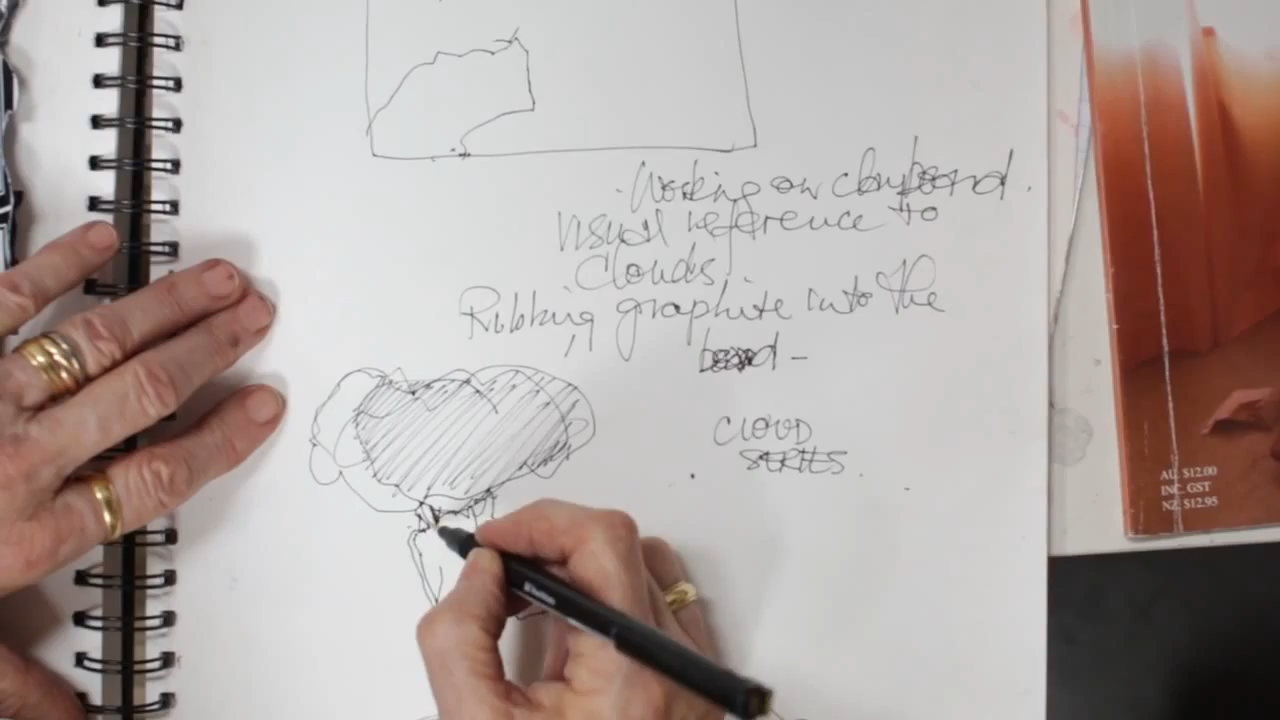 . Working on clayboard.
visual reference to
clouds.
Rubbing graphite into the
board -
CLOUD
SERIES.
AU. $12.00
INC. GST
NZ. $12.95